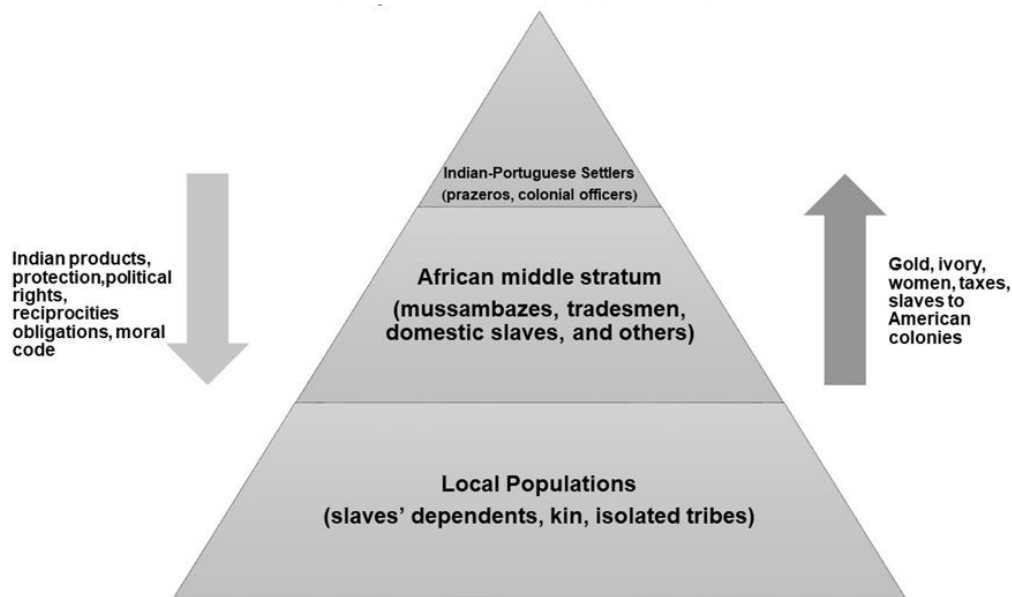 Indian-Portuguese Settlers
(prazeros, colonial officers)
Indian products,
protection,political
rights,
reciprocities
obligations, moral
code
African middle stratum
(mussambazes, tradesmen,
domestic slaves, and others)
Gold, ivory,
women, taxes,
slaves to
American
colonies
Local Populations
(slaves’ dependents, kin, isolated tribes)